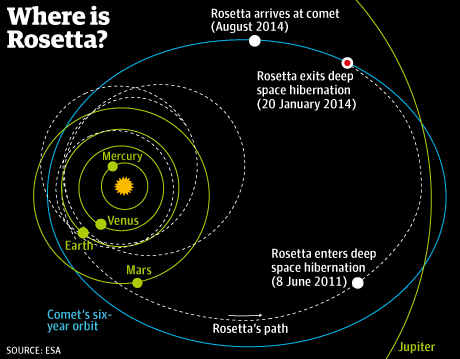 Where is
Rosetta?
Rosetta arrives at comet
(August 2014)
Rosetta exits deep
space hibernation
(20 January 2014)
Mercury
Venus
Earth
Mars
Rosetta enters deep
space hibernation
(8 June 2011)
Comet's six-
year orbit
Rosetta's path
Jupiter
SOURCE: ESA